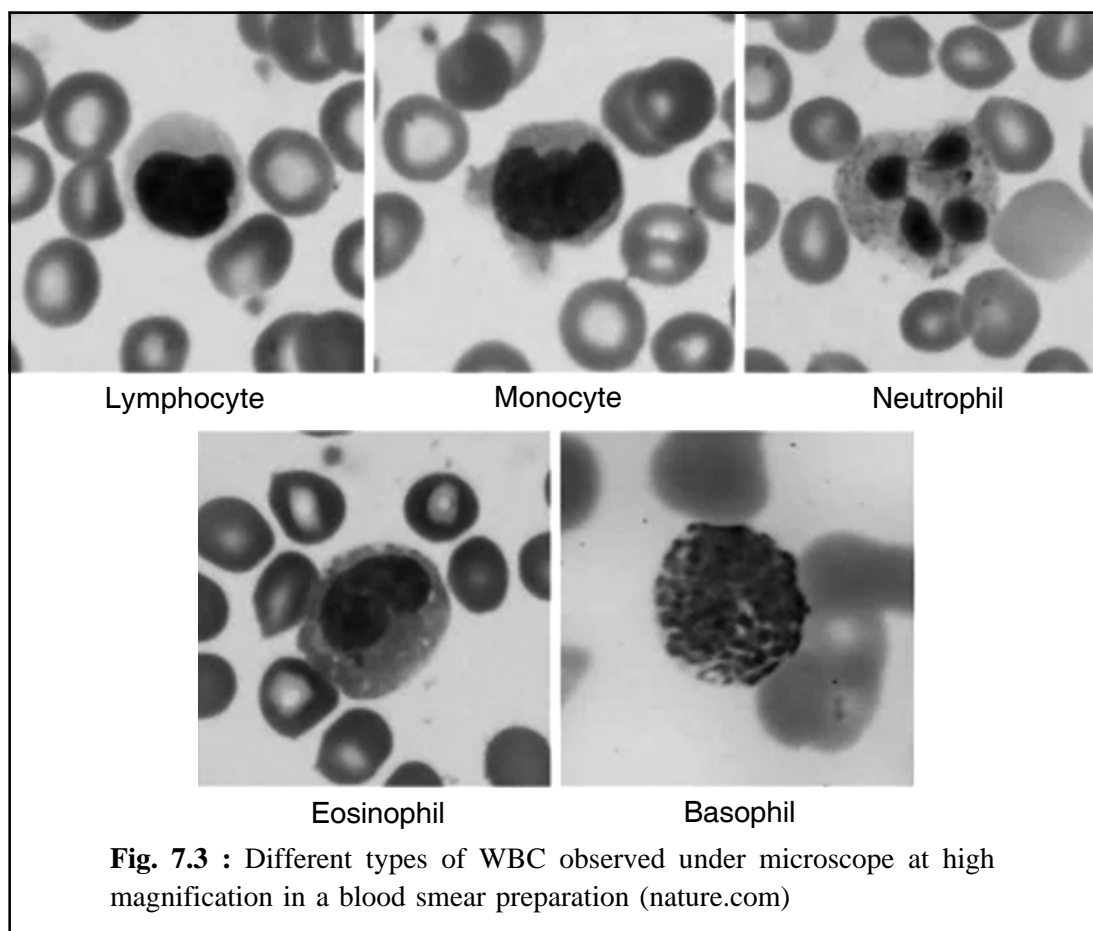 Lymphocyte Monocyte Neutrophil
Eosinophil Basophil
Fig. 7.3 : Different types of WBC observed under microscope at high
magnification in a blood smear preparation (nature.com)